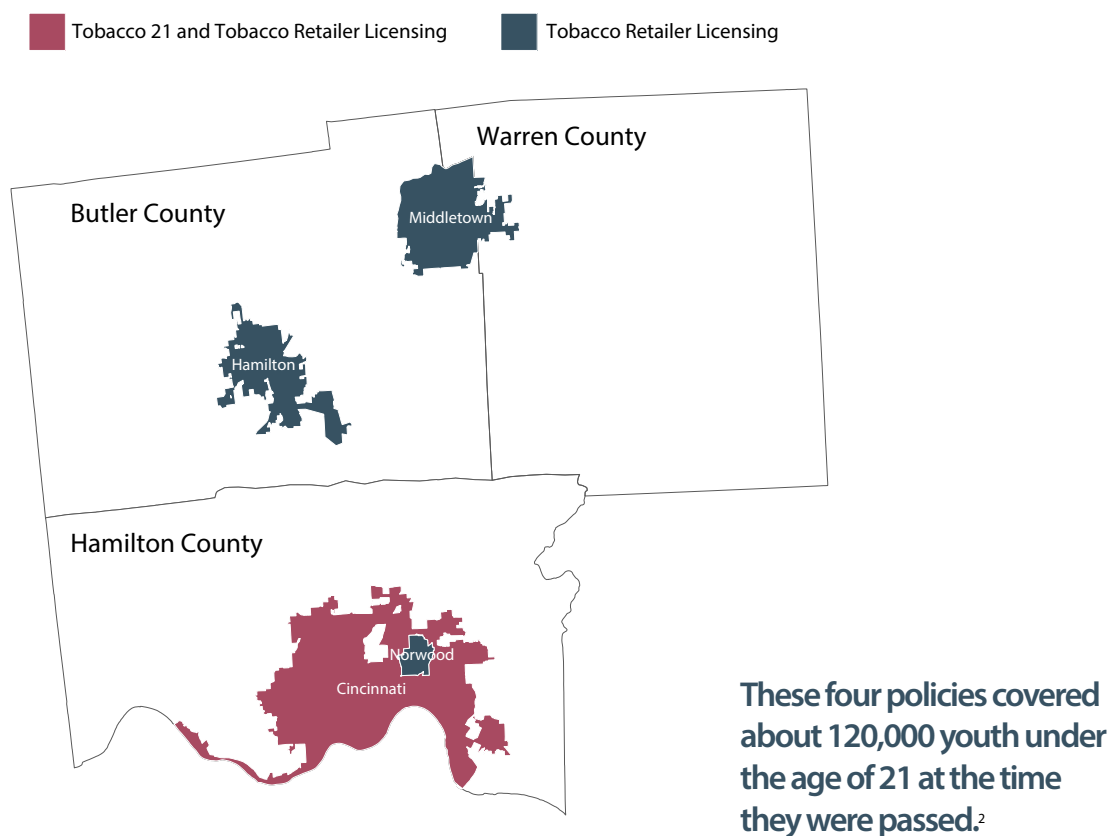 Tobacco 21 and Tobacco Retailer Licensing
Tobacco Retailer Licensing
Warren County
Butler County
Middletown
Hamilton
Hamilton County
Norwood
Cincinnati
These four policies covered
about 120,000 youth under
the age of 21 at the time
they were passed.2